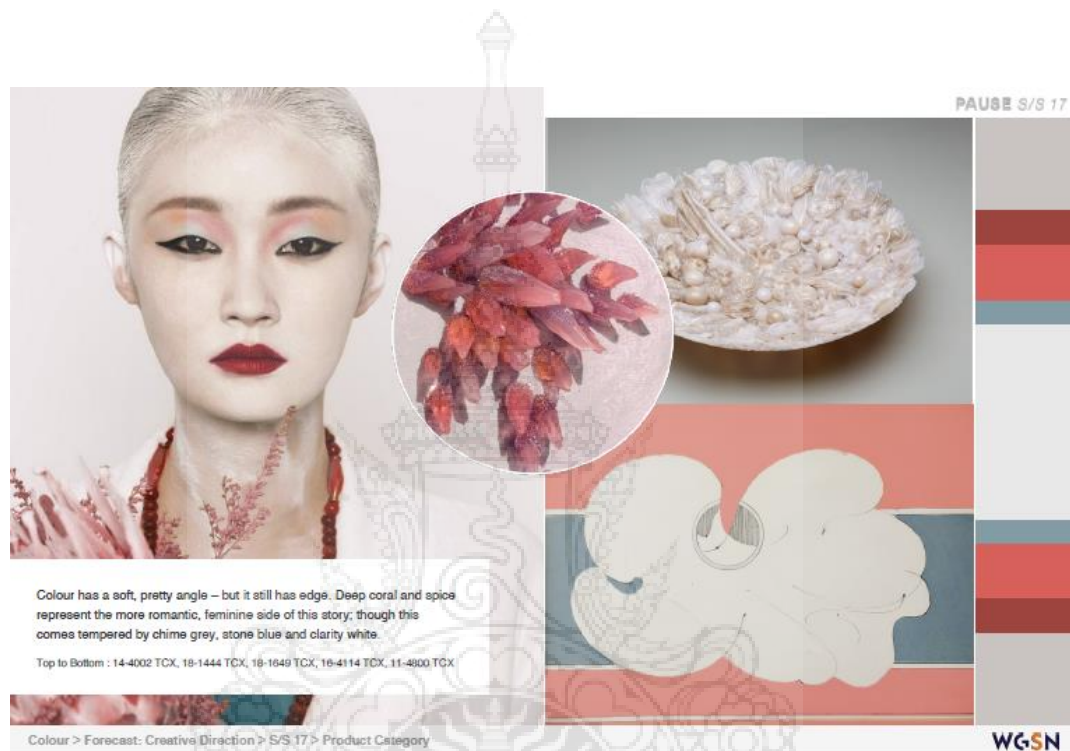 PAUSE S/S 17
Colour has a soft, pretty angle – but it still has edge. Deep coral and spice
represent the more romantic, feminine side of this story; though this
comes tempered by chime grey, stone blue and clarity white.
Top to Bottom : 14-4002 TCX, 18-1444 TCX, 18-1649 TCX, 16-4114 TCX, 11-4800 TCX
Colour > Forecast: Creative Direction > S/S 17 > Product Category
WGSN